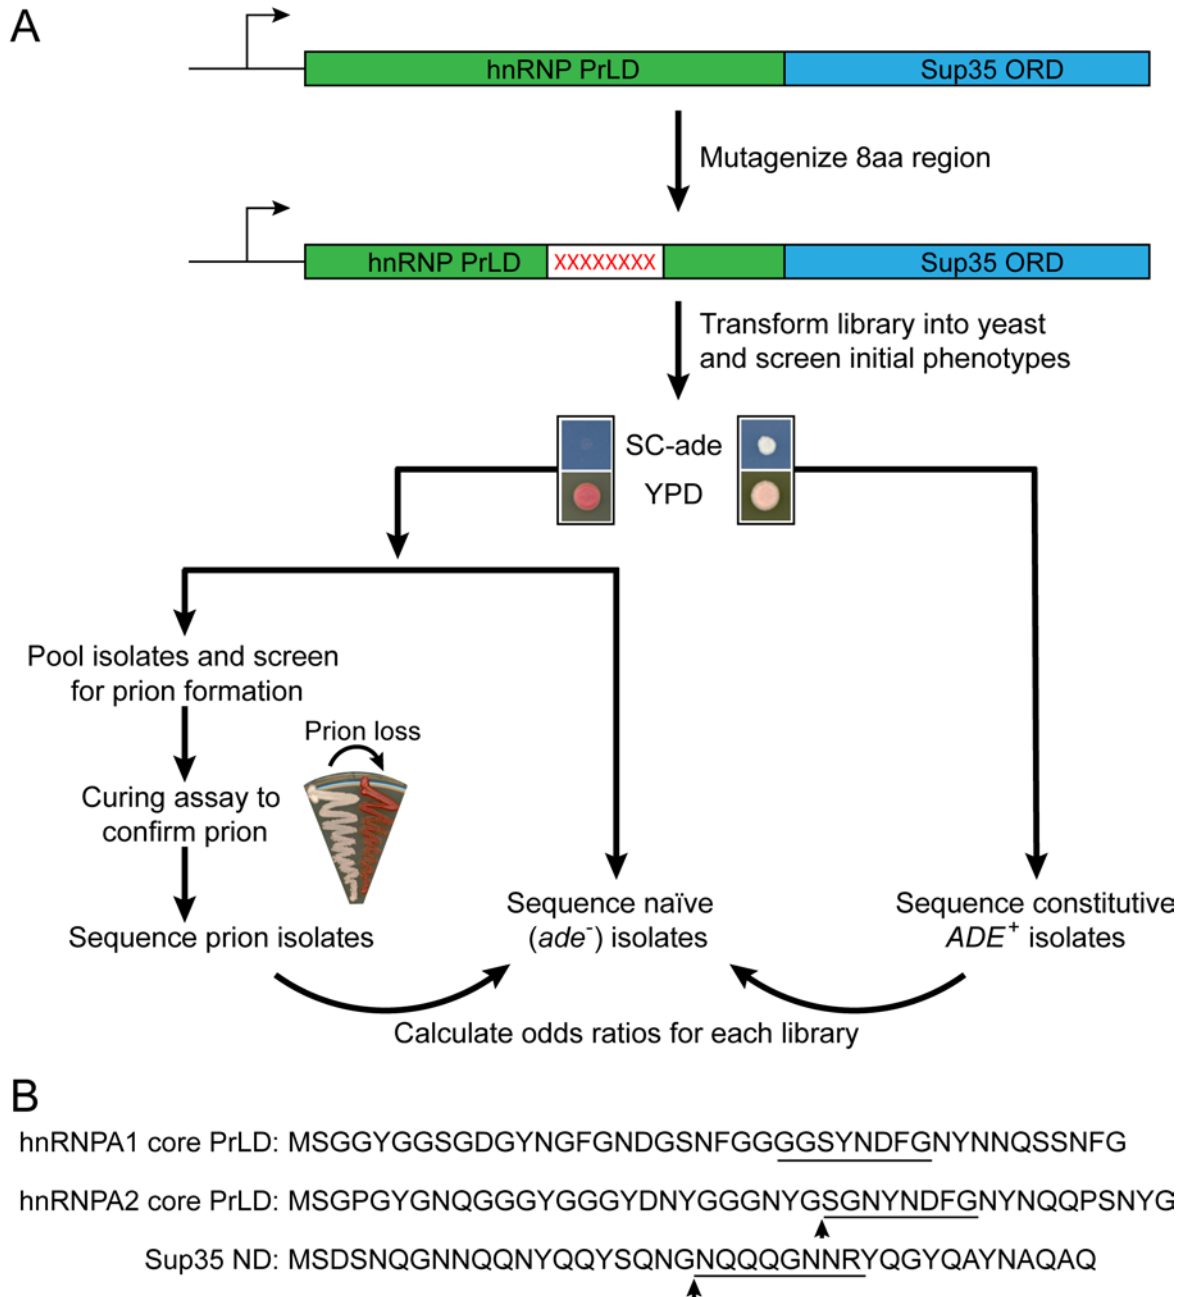 A
hnRNP PrLD
Sup35 ORD
Mutagenize 8aa region
hnRNP PrLD
XXXXXXXX
Sup35 ORD
Transform library into yeast
and screen initial phenotypes
SC-ade
YPD
Pool isolates and screen
for prion formation
Prion loss
Curing assay to
confirm prion
Sequence prion isolates
Sequence naïve
(ade⁻) isolates
Sequence constitutive
ADE⁺ isolates
Calculate odds ratios for each library
B
hnRNPA1 core PrLD: MSGGYGGSGDGYNGFGNDGSNFGGGGSYNDFGNYNNQSSNFG
hnRNPA2 core PrLD: MSGPGYGNQGGGYGGGYDNYGGGNYGSGNYNDFGNYNQQPSNYG
Sup35 ND: MSDSNQGNNQQNYQQYSQNGNQQQGNNRYQGYQAYNAQAQ